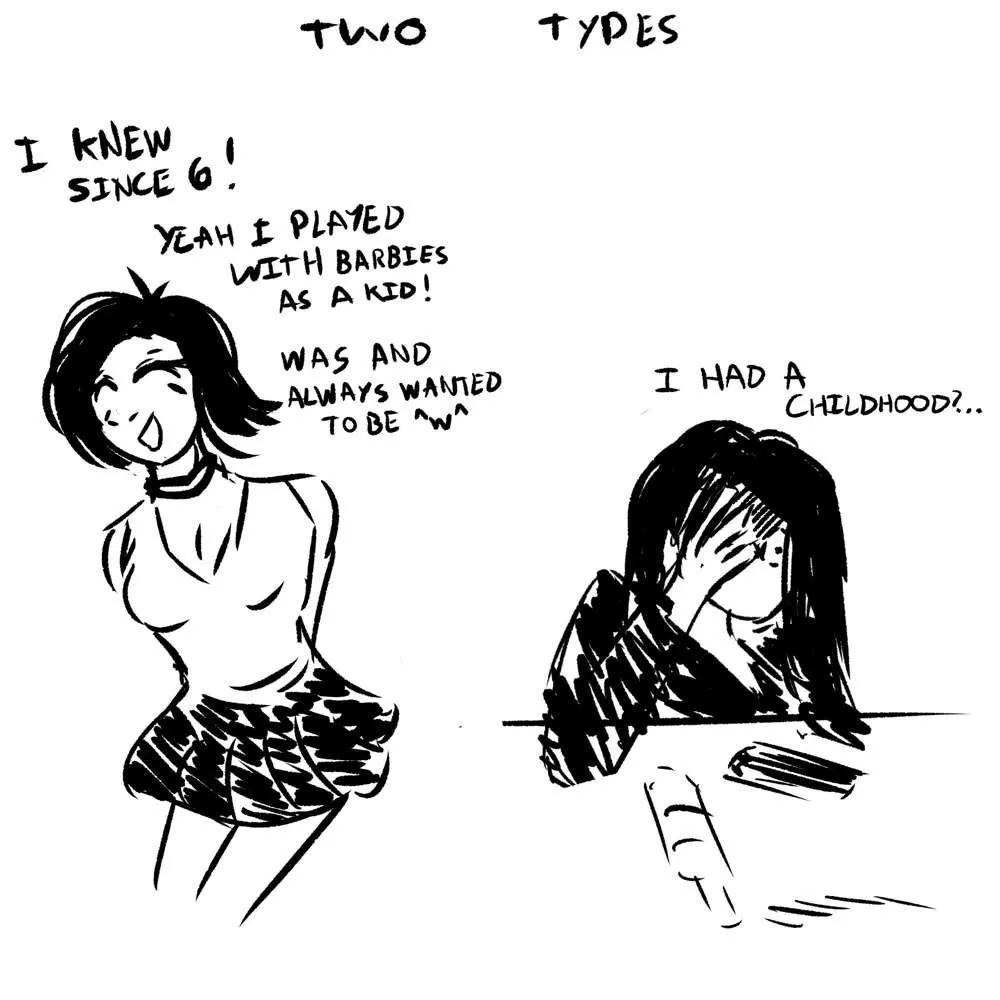 TWO TYPES
I KNEW
SINCE 6!
YEAH I PLAYED
WITH BARBIES
AS A KID!
WAS AND
ALWAYS WANTED
TO BE ^w^
I HAD A
CHILDHOOD?..